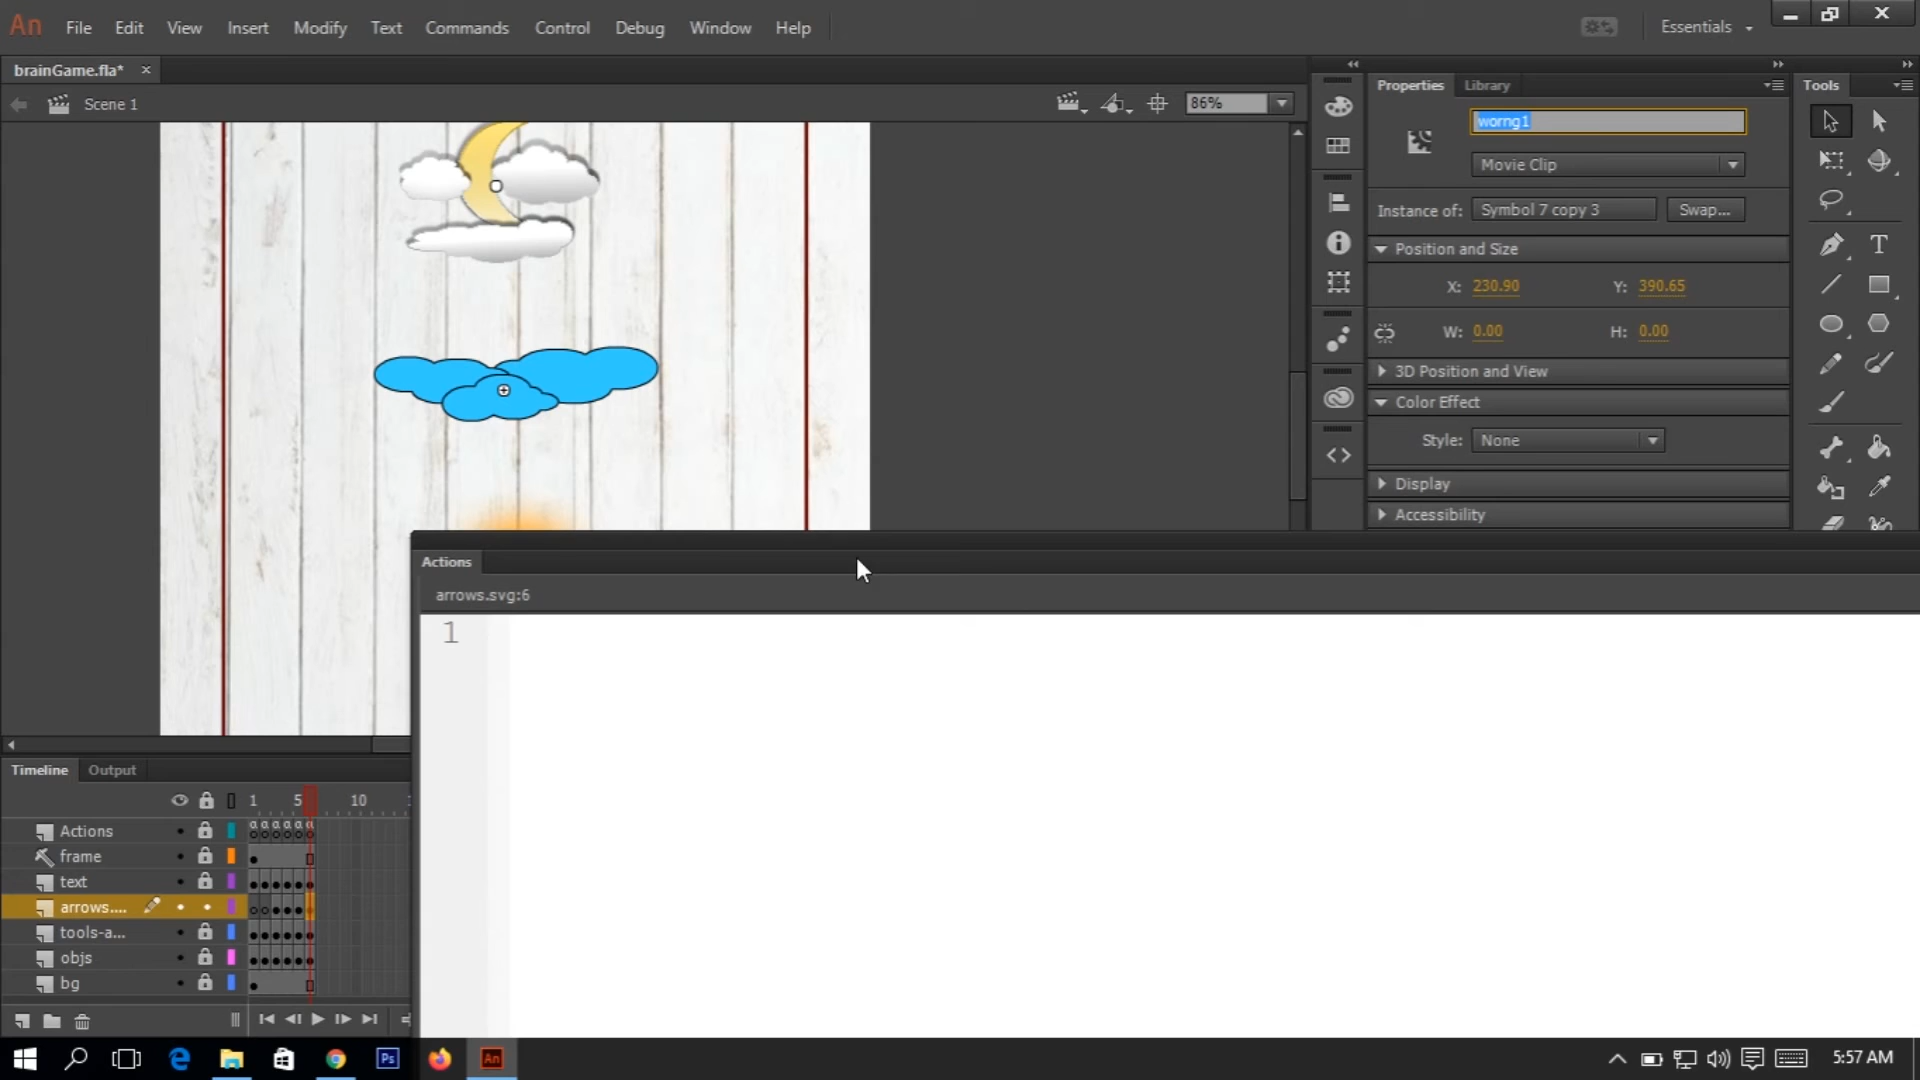 An File Edit View Insert Modify Text Commands Control Debug Window Help Essentials
brainGame.fla* ×
Scene 1 86%
Properties Library
worng1
Movie Clip
Instance of: Symbol 7 copy 3 Swap...
Position and Size
X: 230.90 Y: 390.65
W: 0.00 H: 0.00
3D Position and View
Color Effect
Style: None
Display
Accessibility
Tools
T
Actions
arrows.svg:6
1
Timeline Output
1 5 10
Actions
frame
text
arrows....
tools-a...
objs
bg
Ps An 5:57 AM